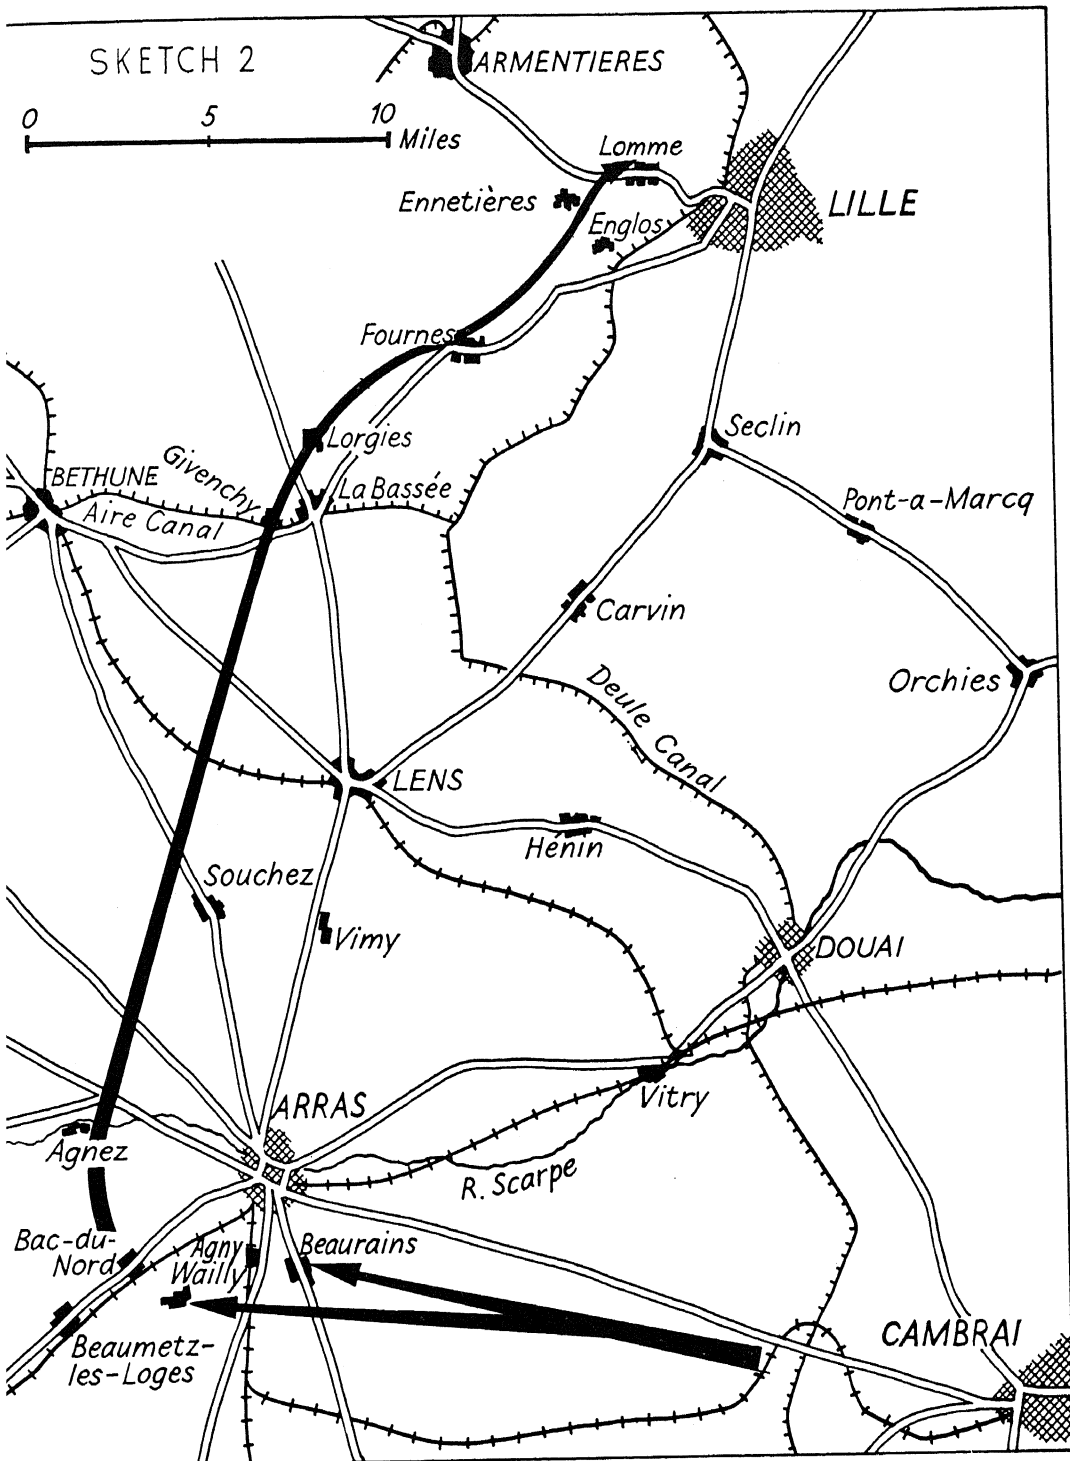 SKETCH 2
0 5 10 Miles
ARMENTIERES
Lomme
Ennetières
LILLE
Englos
Fournes
Lorgies
Seclin
Givenchy
BETHUNE
La Bassée
Aire Canal
Pont-a-Marcq
Carvin
Orchies
Deule Canal
LENS
Hénin
Souchez
Vimy
DOUAI
Vitry
ARRAS
Agnez
R. Scarpe
Bac-du-
Nord
Agny
Wailly
Beaurains
Beaumetz-
les-Loges
CAMBRAI